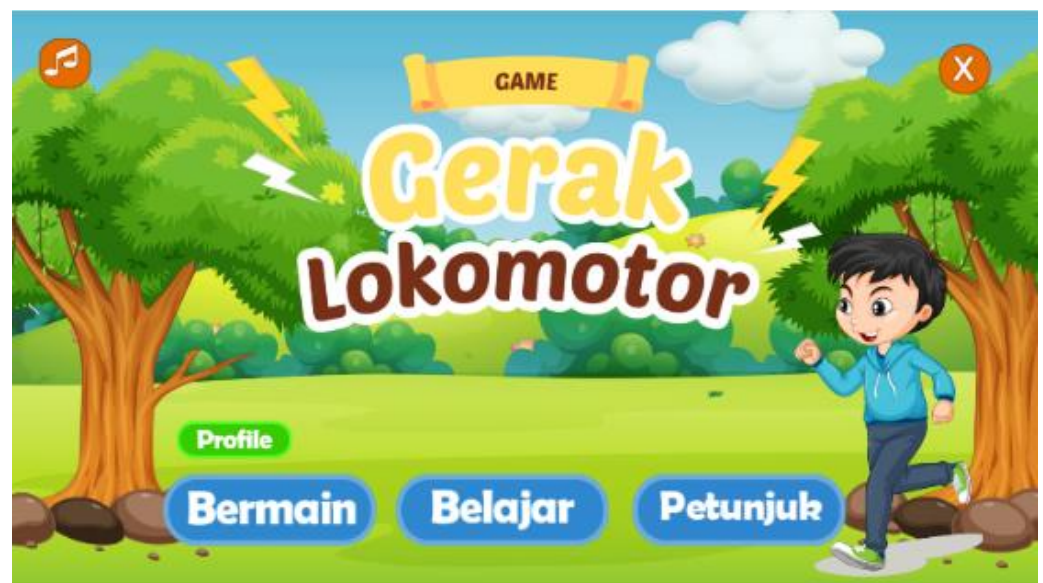 GAME
X
Gerak
Lokomotor
Profile
Bermain
Belajar
Petunjuk